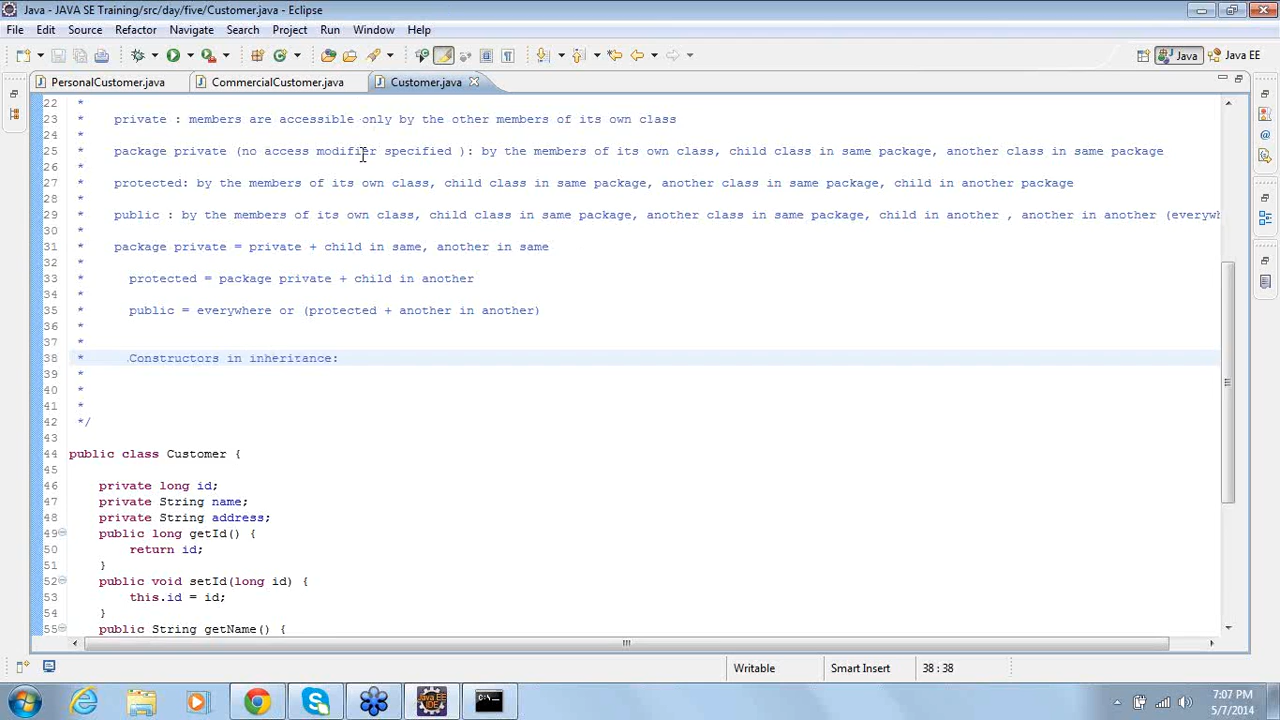 Java - JAVA SE Training/src/day/five/Customer.java - Eclipse
File Edit Source Refactor Navigate Search Project Run Window Help
Java Java EE
PersonalCustomer.java CommercialCustomer.java Customer.java
22 *
23 * private : members are accessible only by the other members of its own class
24 *
25 * package private (no access modifier specified ): by the members of its own class, child class in same package, another class in same package
26 *
27 * protected: by the members of its own class, child class in same package, another class in same package, child in another package
28 *
29 * public : by the members of its own class, child class in same package, another class in same package, child in another , another in another (everywh
30 *
31 * package private = private + child in same, another in same
32 *
33 * protected = package private + child in another
34 *
35 * public = everywhere or (protected + another in another)
36 *
37 *
38 * Constructors in inheritance:
39 *
40 *
41 *
42 */
43
44 public class Customer {
45
46 private long id;
47 private String name;
48 private String address;
49 public long getId() {
50 return id;
51 }
52 public void setId(long id) {
53 this.id = id;
54 }
55 public String getName() {
Writable Smart Insert 38 : 38
Java EE
IDE
7:07 PM
5/7/2014